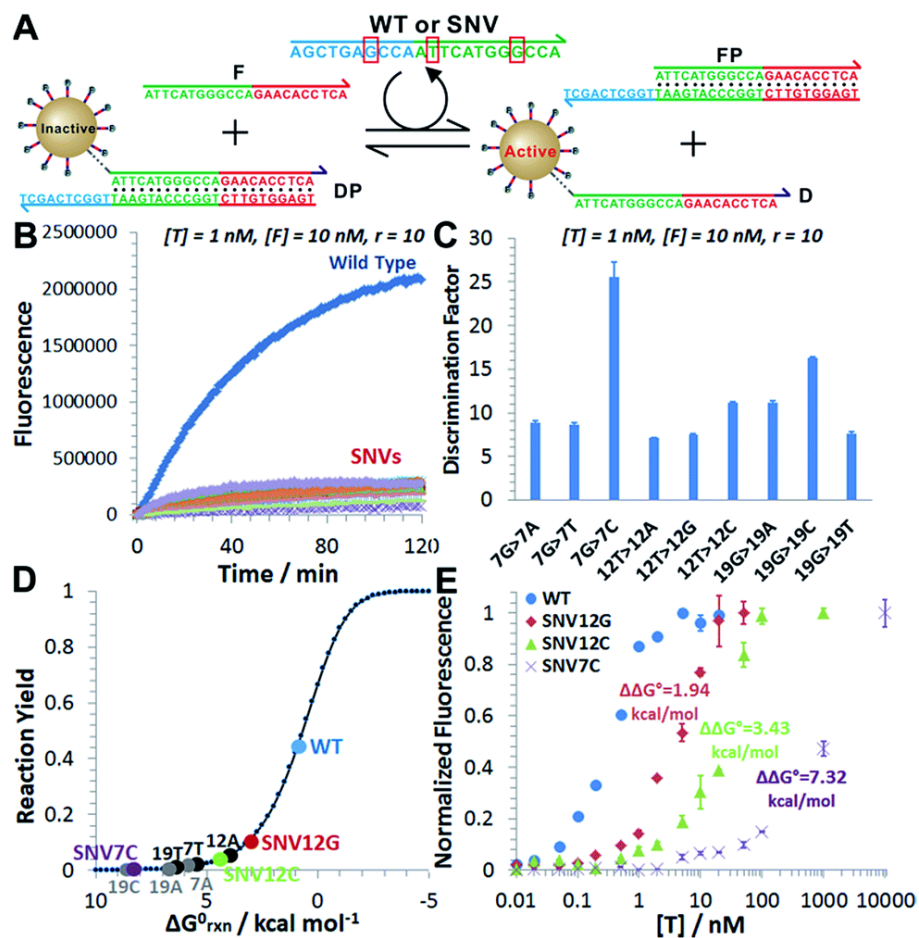 A
WT or SNV
AGCTGAGCCAATTCATGGGCCA
F
ATTCATGGGCCAGAACACCTCA
FP
ATTCATGGGCCAGAACACCTCA
TCGACTCGGTTAAGTACCCGGTCTTGTGGAGT
Inactive
+
Active
+
ATTCATGGGCCAGAACACCTCA
TCGACTCGGTTAAGTACCCGGTCTTGTGGAGT
DP
ATTCATGGGCCAGAACACCTCA
D
B
[T] = 1 nM, [F] = 10 nM, r = 10
Wild Type
SNVs
Fluorescence
2500000
2000000
1500000
1000000
500000
0
0 40 80 120
Time / min
C
[T] = 1 nM, [F] = 10 nM, r = 10
Discrimination Factor
30
25
20
15
10
5
0
7G>7A
7G>7T
7G>7C
12T>12A
12T>12G
12T>12C
19G>19A
19G>19C
19G>19T
D
Reaction Yield
1
0.8
0.6
0.4
0.2
0
WT
SNV12G
12A
SNV12C
7T
19T
SNV7C
19C 19A 7A
10 5 0 -5
ΔG⁰rxn / kcal mol⁻¹
E
WT
SNV12G
SNV12C
SNV7C
ΔΔG°=1.94
kcal/mol
ΔΔG°=3.43
kcal/mol
ΔΔG°=7.32
kcal/mol
Normalized Fluorescence
1
0.8
0.6
0.4
0.2
0
0.01 0.1 1 10 100 1000 10000
[T] / nM